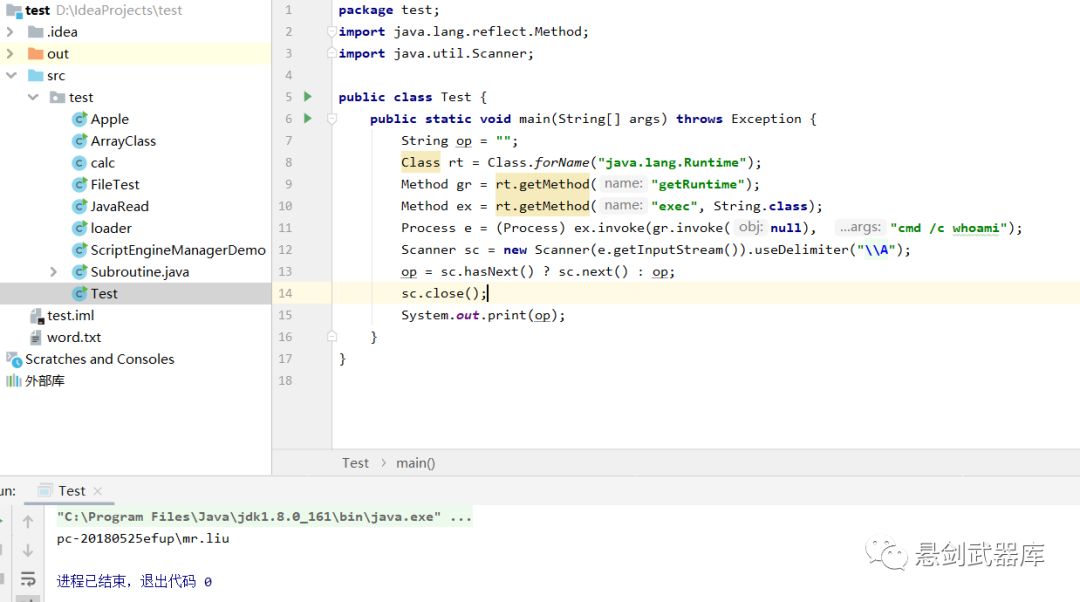 test D:\IdeaProjects\test
.idea
out
src
test
Apple
ArrayClass
calc
FileTest
JavaRead
loader
ScriptEngineManagerDemo
Subroutine.java
Test
test.iml
word.txt
Scratches and Consoles
外部库
1 package test;
2 import java.lang.reflect.Method;
3 import java.util.Scanner;
4
5 public class Test {
6 public static void main(String[] args) throws Exception {
7 String op = "";
8 Class rt = Class.forName("java.lang.Runtime");
9 Method gr = rt.getMethod( name: "getRuntime");
10 Method ex = rt.getMethod( name: "exec", String.class);
11 Process e = (Process) ex.invoke(gr.invoke( obj: null), ...args: "cmd /c whoami");
12 Scanner sc = new Scanner(e.getInputStream()).useDelimiter("\\A");
13 op = sc.hasNext() ? sc.next() : op;
14 sc.close();
15 System.out.print(op);
16 }
17 }
18
Test > main()
un: Test ×
"C:\Program Files\Java\jdk1.8.0_161\bin\java.exe" ...
pc-20180525efup\mr.liu
进程已结束，退出代码 0
悬剑武器库